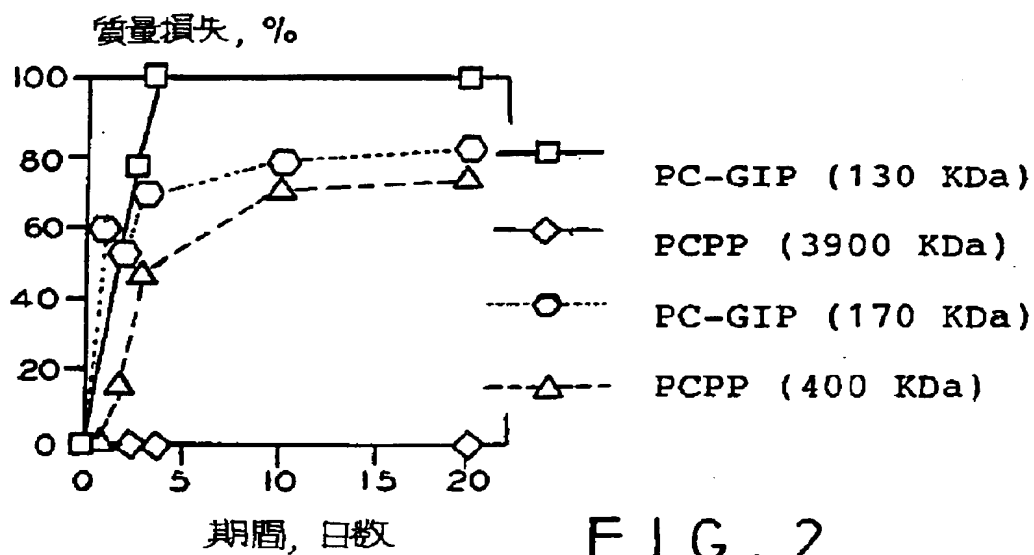 質量損失, %
100
80
60
40
20
0
0 5 10 15 20
期間, 日数
PC-GIP (130 KDa)
PCPP (3900 KDa)
PC-GIP (170 KDa)
PCPP (400 KDa)
FIG. 2